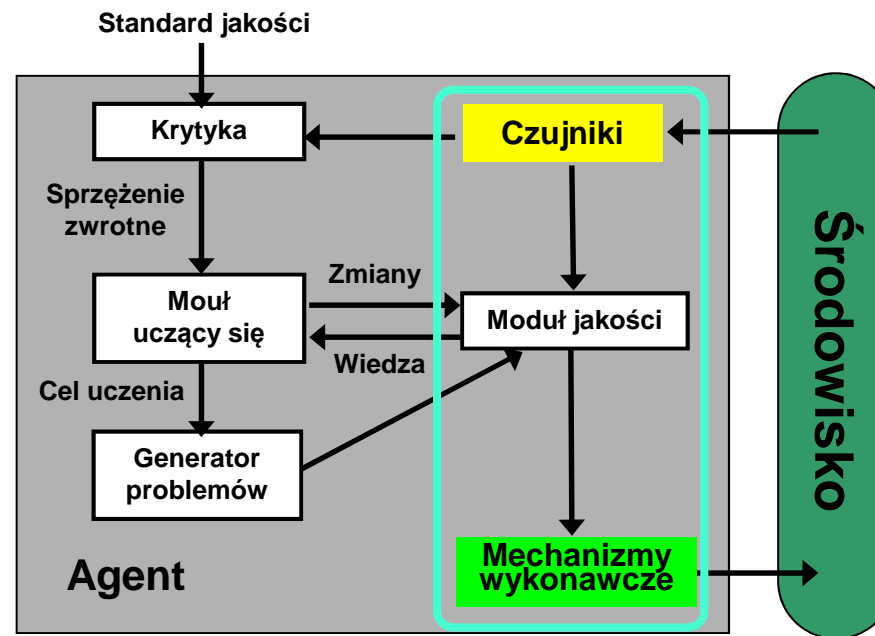 Standard jakości
Krytyka
Czujniki
Sprzężenie
zwrotne
Środowisko
Zmiany
Mouł
uczący się
Moduł jakości
Wiedza
Cel uczenia
Generator
problemów
Agent
Mechanizmy
wykonawcze